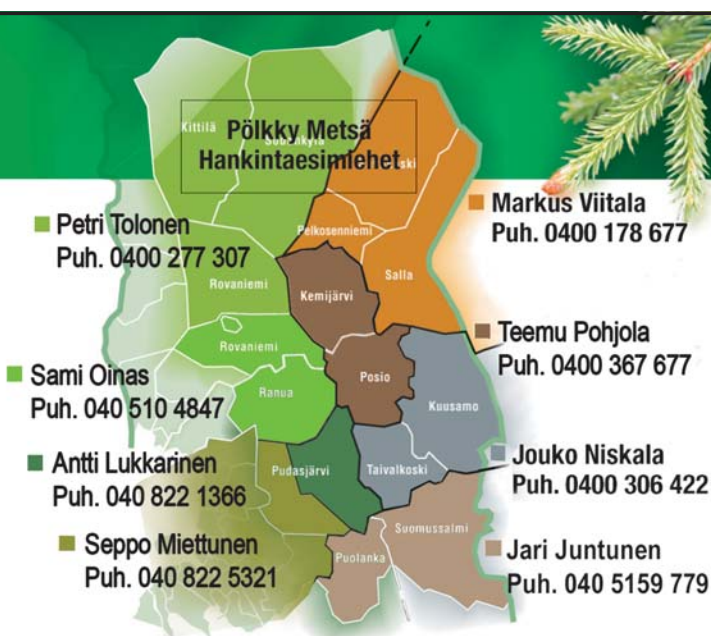 Pölkky Metsä
Hankintaesimiehet
Kittilä
Sodankylä
Petri Tolonen
Puh. 0400 277 307
Markus Viitala
Puh. 0400 178 677
Pelkosenniemi
Salla
Rovaniemi
Kemijärvi
Teemu Pohjola
Puh. 0400 367 677
Rovaniemi
Sami Oinas
Puh. 040 510 4847
Ranua
Posio
Kuusamo
Antti Lukkarinen
Puh. 040 822 1366
Pudasjärvi
Taivalkoski
Jouko Niskala
Puh. 0400 306 422
Seppo Miettunen
Puh. 040 822 5321
Suomussalmi
Puolanka
Jari Juntunen
Puh. 040 5159 779